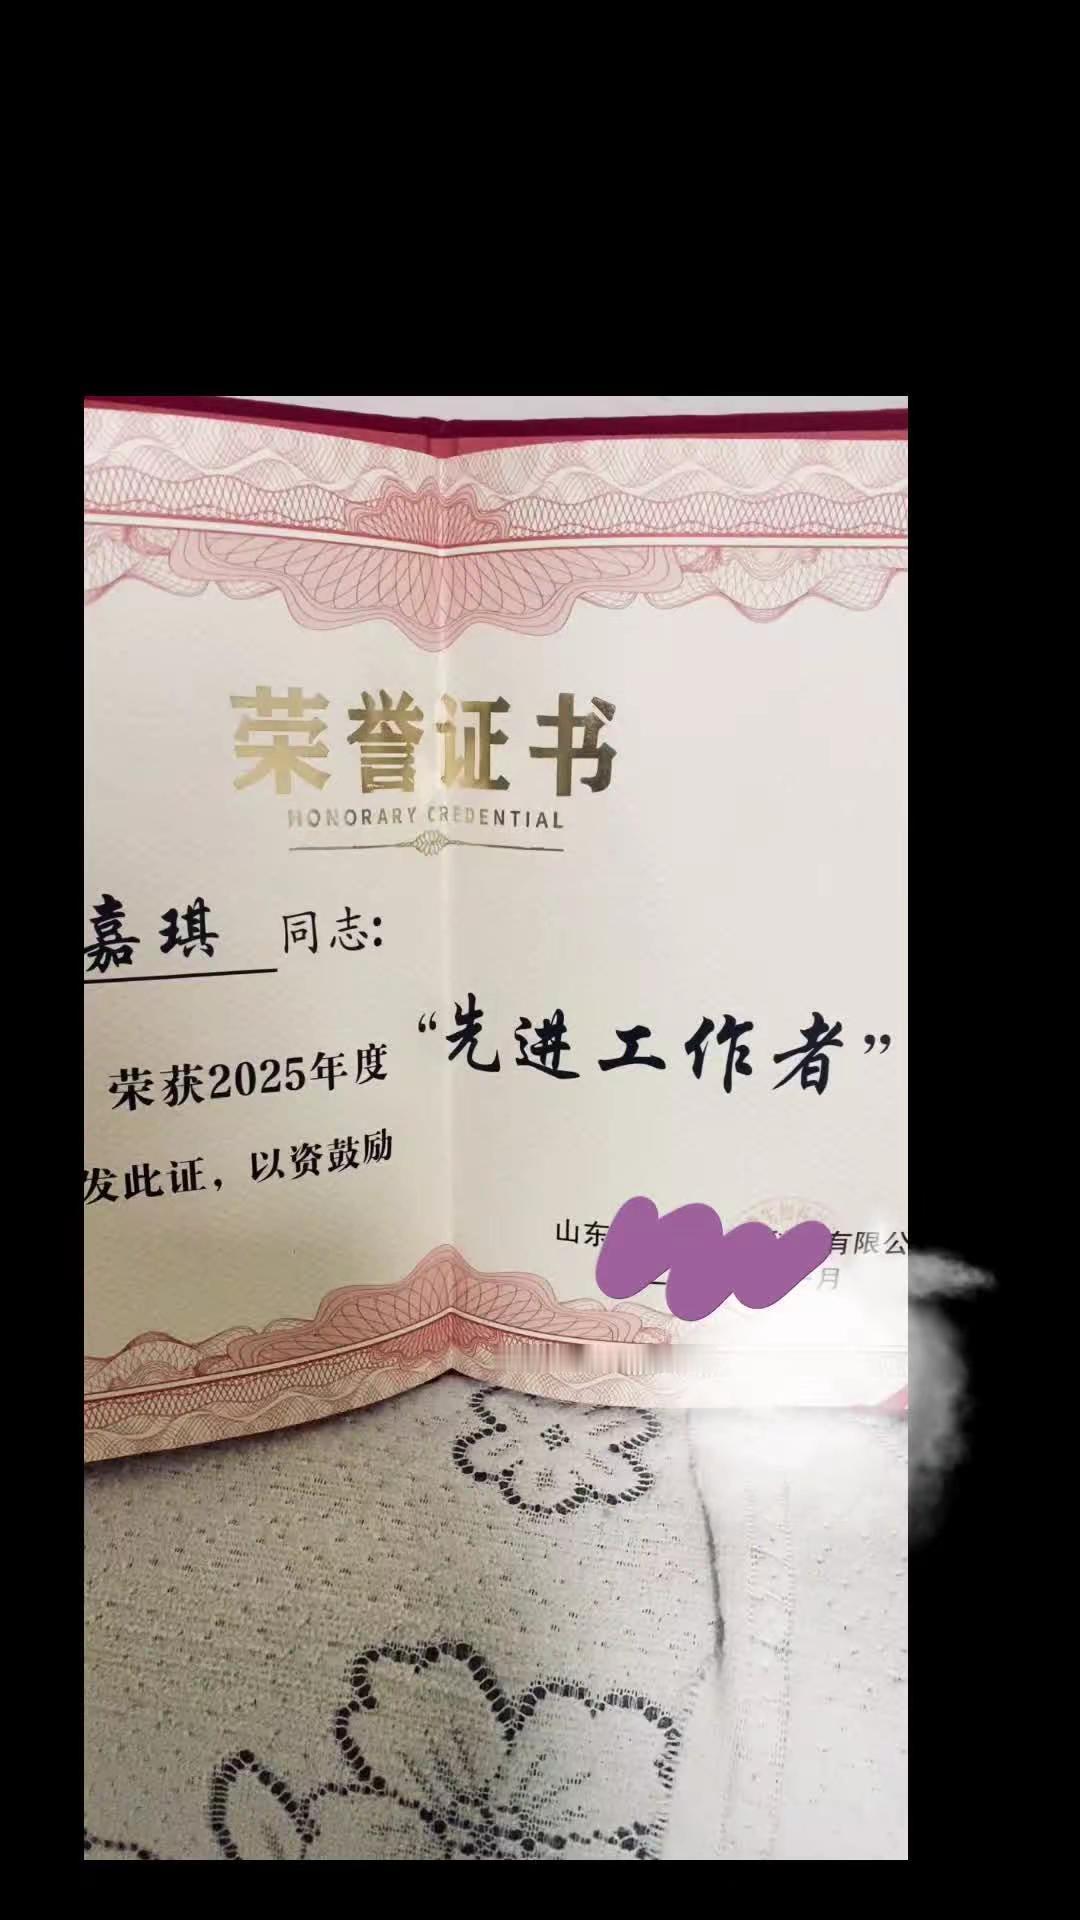 荣誉证书
HONORARY CREDENTIAL
嘉琪 同志:
荣获2025年度 “先进工作者”
发此证，以资鼓励
山东 有限公
月